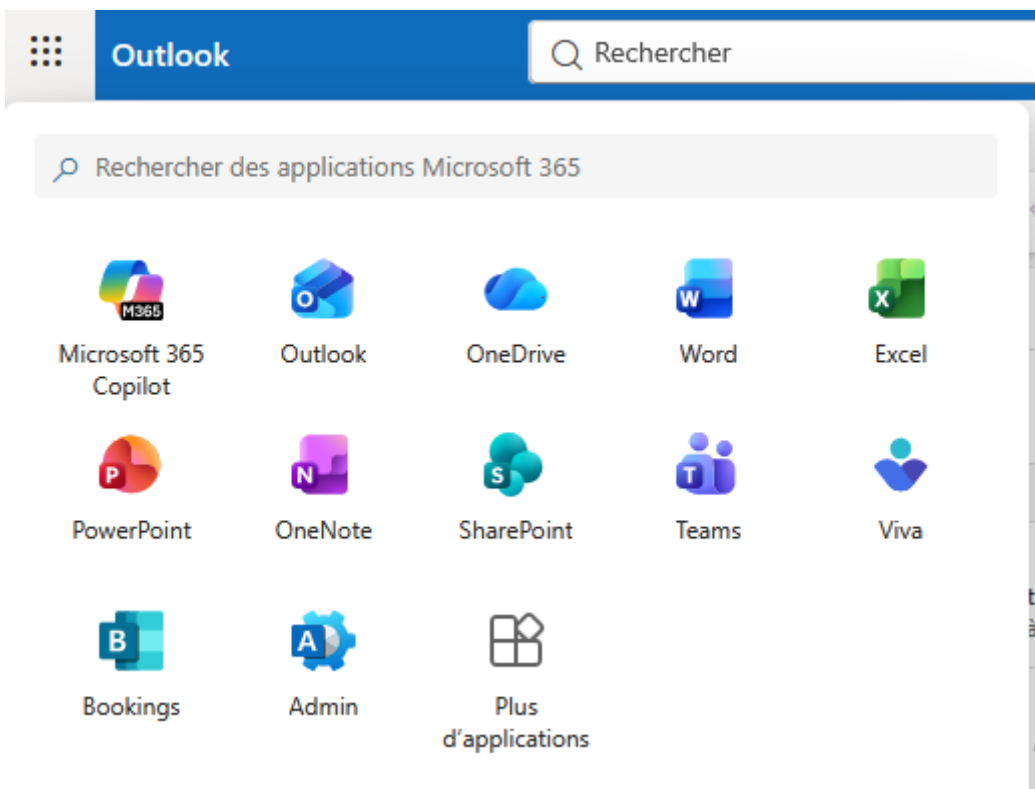 Outlook
Rechercher
Rechercher des applications Microsoft 365
M365
O
W
X
Microsoft 365
Copilot
Outlook
OneDrive
Word
Excel
P
N
S
T
PowerPoint
OneNote
SharePoint
Teams
Viva
B
A
Bookings
Admin
Plus
d’applications